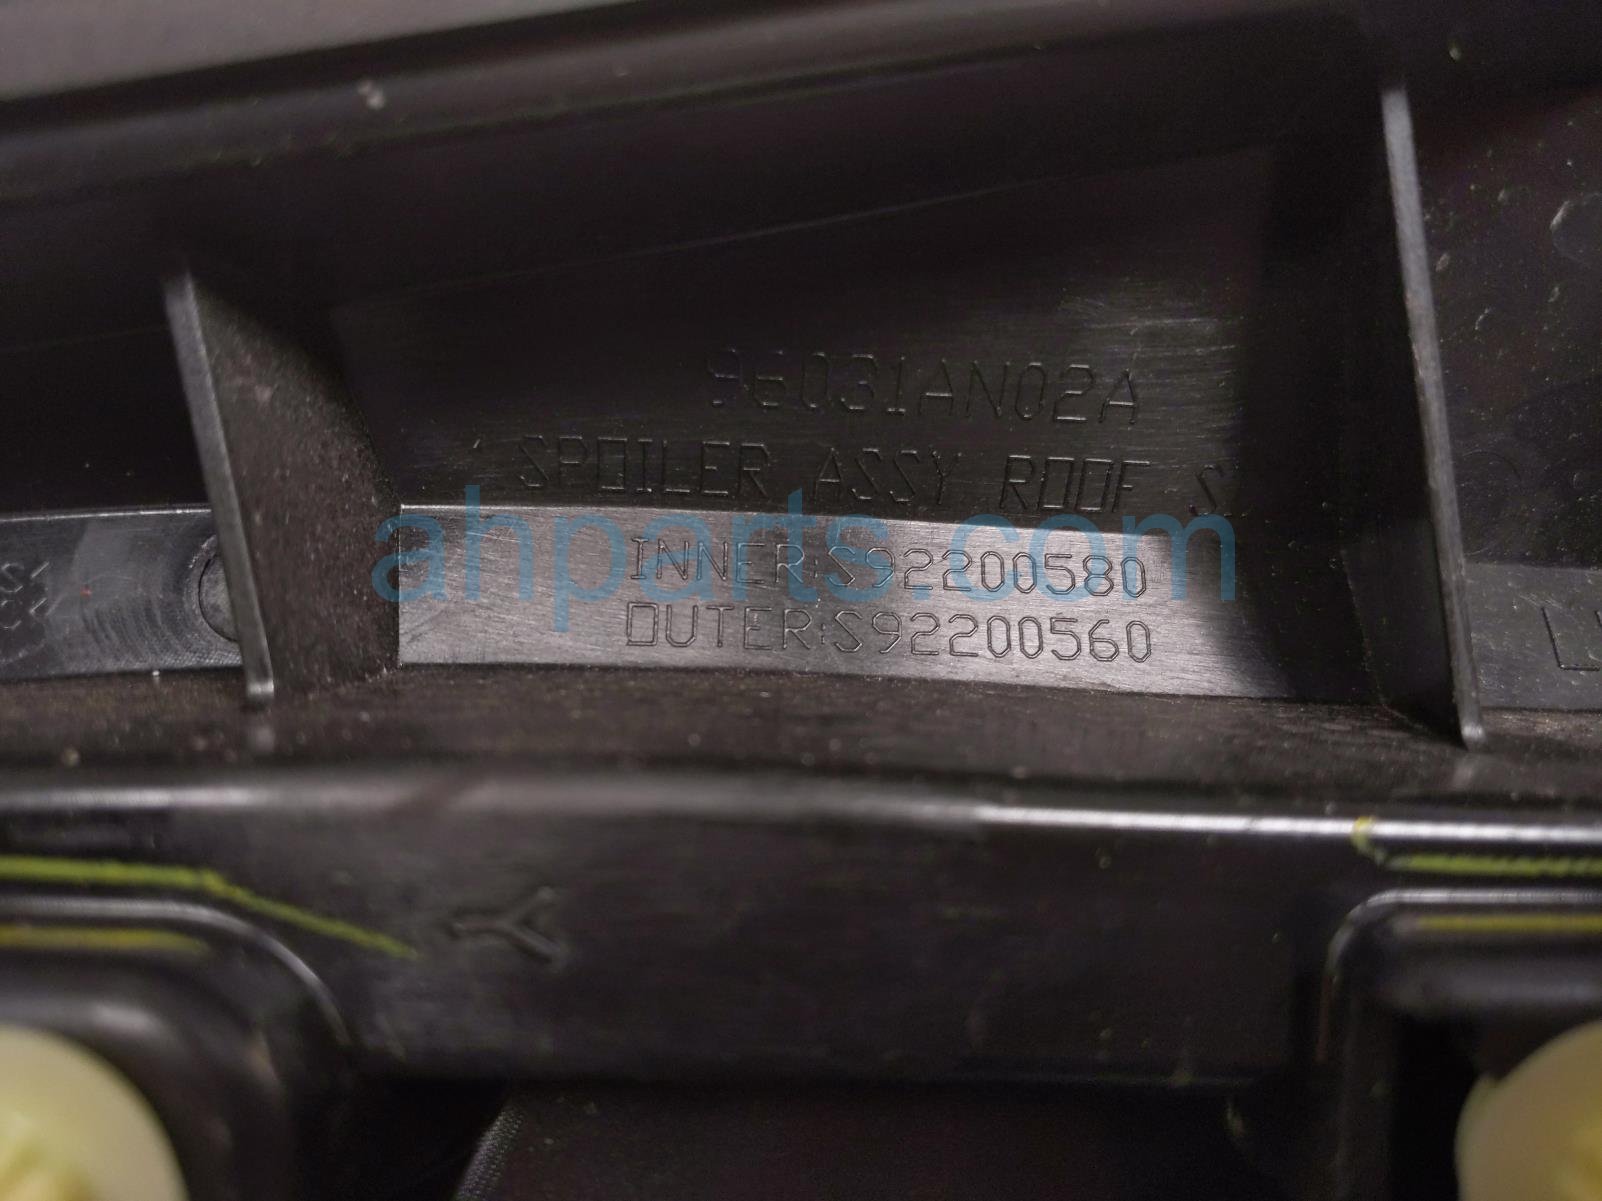 96031AN02A
SPOILER ASSY ROOF
INNER:S92200580
OUTER:S92200560
ahparts.com